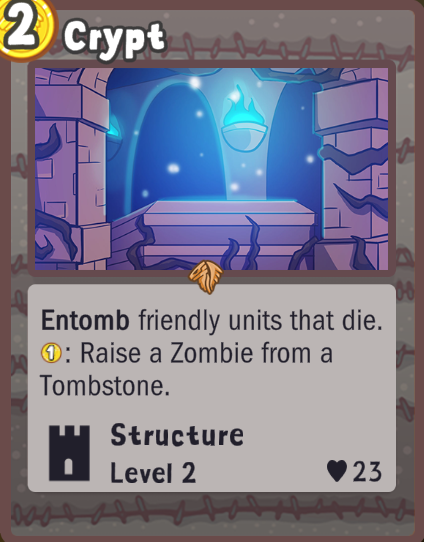 2 Crypt
Entomb friendly units that die.
1: Raise a Zombie from a
Tombstone.
Structure
Level 2
23